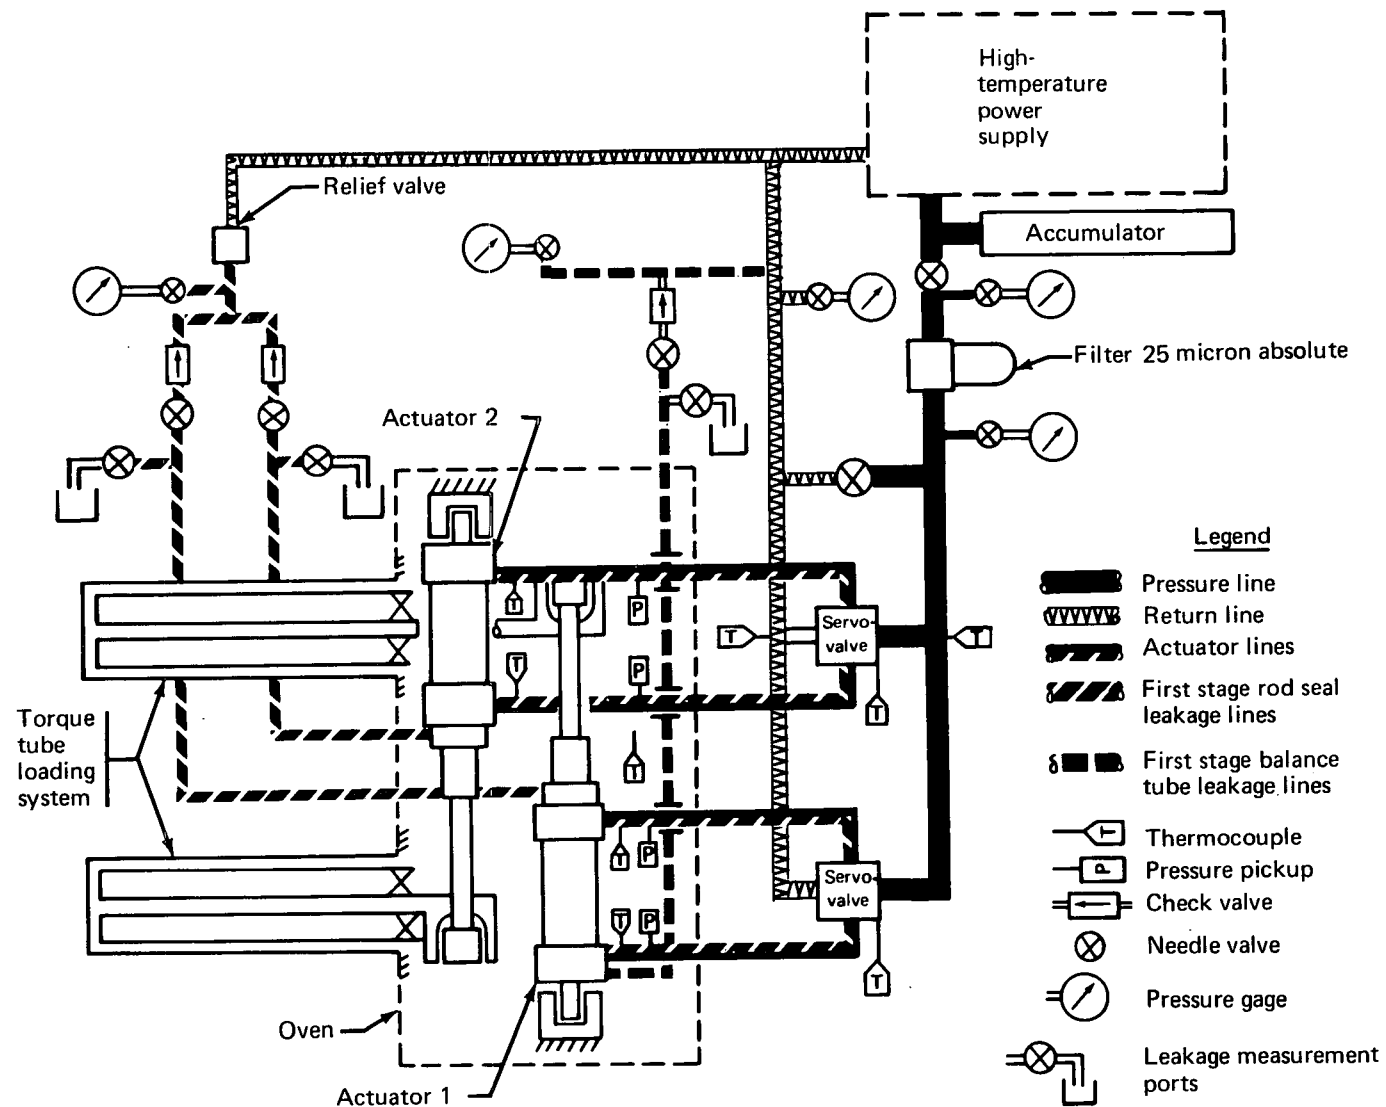 High-
temperature
power
supply
Relief valve
Accumulator
Filter 25 micron absolute
Actuator 2
Legend
Pressure line
Return line
Actuator lines
First stage rod seal
leakage lines
First stage balance
tube leakage lines
T
Thermocouple
P
Pressure pickup
Check valve
Needle valve
Pressure gage
Leakage measurement
ports
T
P
T
P
T
Servo-
valve
T
T
T
T
P
T
P
Servo-
valve
T
Torque
tube
loading
system
Oven
Actuator 1